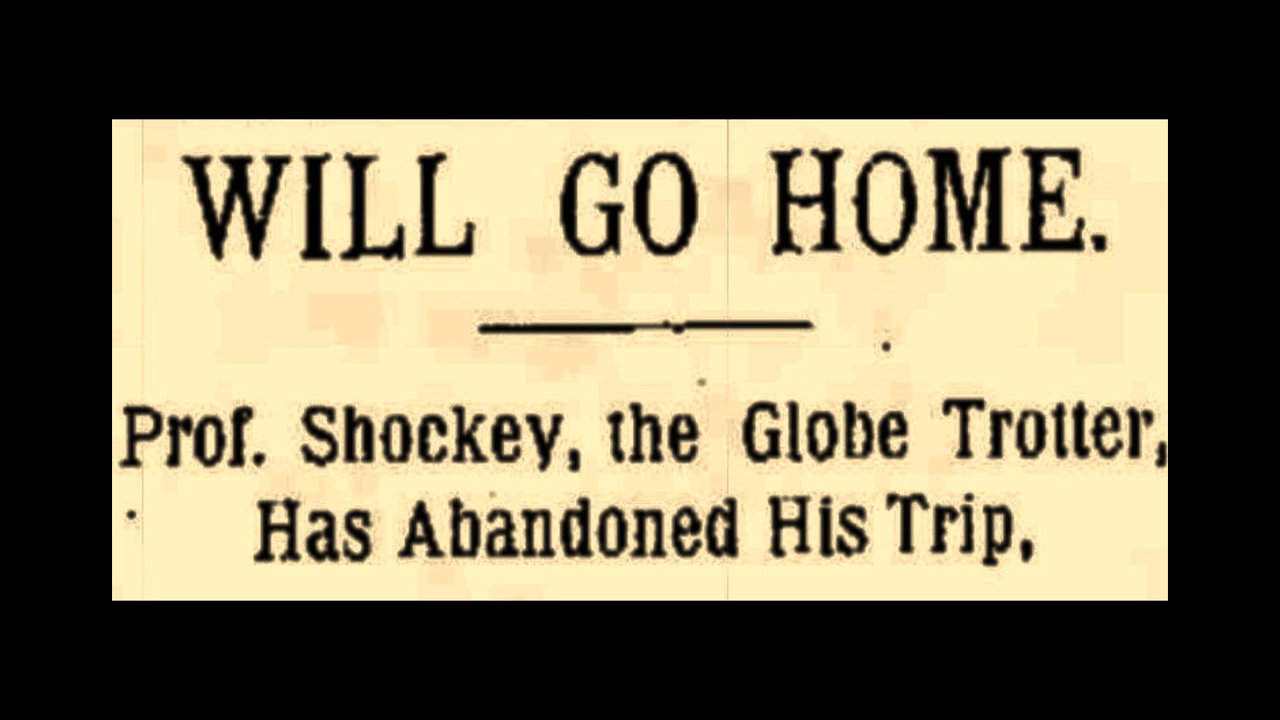 WILL GO HOME.
Prof. Shockey, the Globe Trotter,
Has Abandoned His Trip,